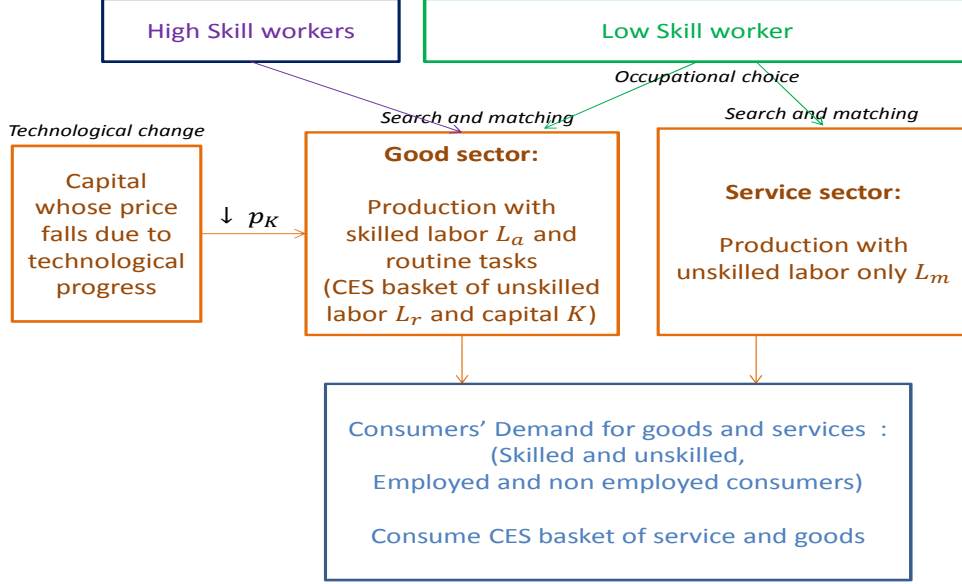 High Skill workers
Low Skill worker
Occupational choice
Technological change
Search and matching
Search and matching
Capital
whose price
falls due to
technological
progress
↓ p_K
Good sector:
Production with
skilled labor L_a and
routine tasks
(CES basket of unskilled
labor L_r and capital K)
Service sector:
Production with
unskilled labor only L_m
Consumers’ Demand for goods and services :
(Skilled and unskilled,
Employed and non employed consumers)
Consume CES basket of service and goods